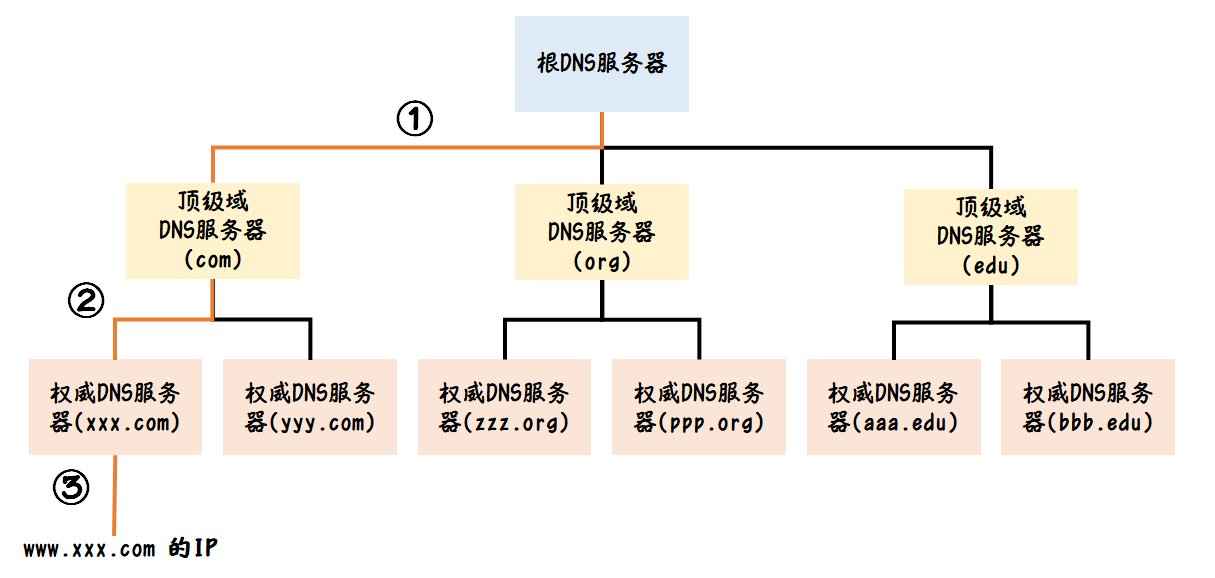 根DNS服务器
①
顶级域
DNS服务器
(com)
顶级域
DNS服务器
(org)
顶级域
DNS服务器
(edu)
②
权威DNS服务
器(xxx.com)
权威DNS服务
器(yyy.com)
权威DNS服务
器(zzz.org)
权威DNS服务
器(ppp.org)
权威DNS服务
器(aaa.edu)
权威DNS服务
器(bbb.edu)
③
www.xxx.com 的IP